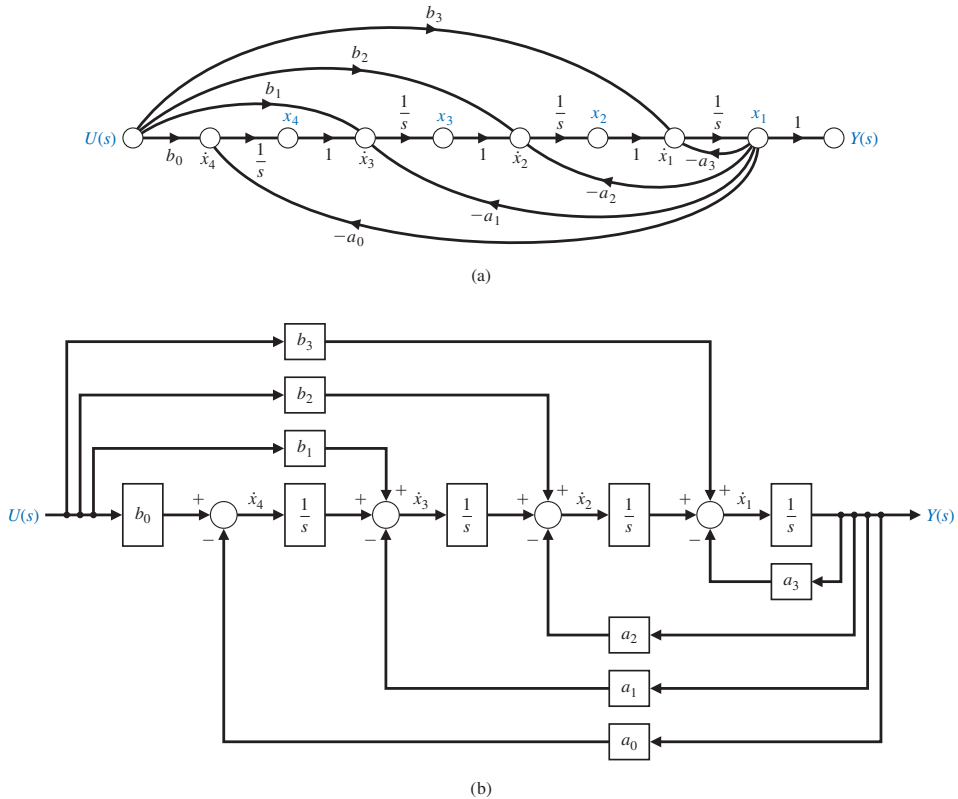 b₃
b₂
b₁
1/s x₃ 1/s x₂ 1/s x₁
x₄ 1
U(s) Y(s)
b₀ ẋ₄ 1/s 1 ẋ₃ 1 ẋ₂ 1 ẋ₁ −a₃
−a₂
−a₁
−a₀
(a)
b₃
b₂
b₁
U(s) b₀ + − ẋ₄ 1/s + + − ẋ₃ 1/s + + − ẋ₂ 1/s + + − ẋ₁ 1/s Y(s)
a₃
a₂
a₁
a₀
(b)